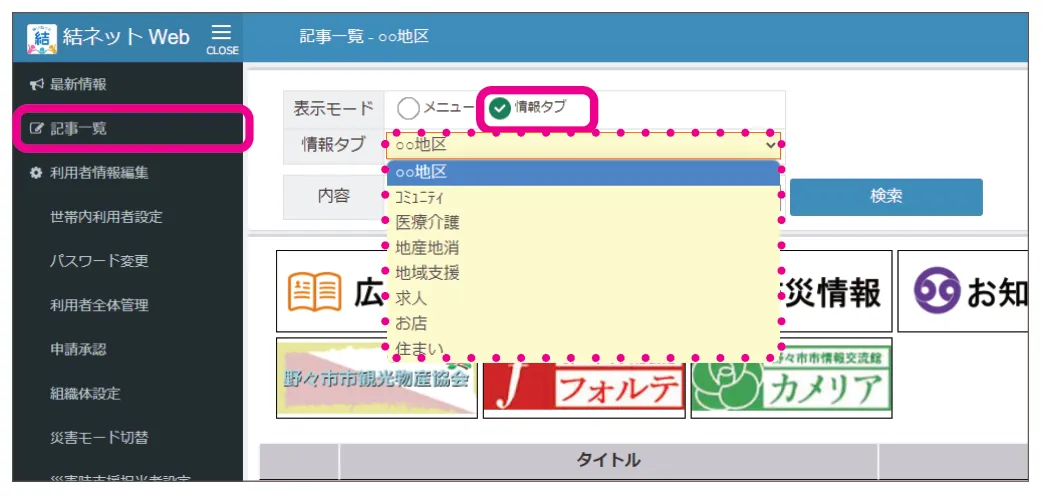 結
結ネット Web
CLOSE
記事一覧 - ○○地区
最新情報
記事一覧
利用者情報編集
世帯内利用者設定
パスワード変更
利用者全体管理
申請承認
組織体設定
災害モード切替
表示モード
メニュー
情報タブ
情報タブ
○○地区
○○地区
ｺﾐｭﾆﾃｨ
医療介護
地産地消
地域支援
求人
お店
住まい
内容
検索
広
災情報
お知
野々市市観光物産協会
フォルテ
々市市情報交流館
カメリア
タイトル